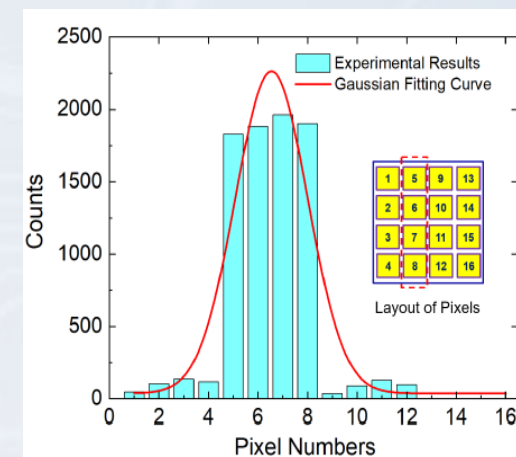 2500
2000
1500
1000
500
0
Counts
Experimental Results
Gaussian Fitting Curve
1 5 9 13
2 6 10 14
3 7 11 15
4 8 12 16
Layout of Pixels
0 2 4 6 8 10 12 14 16
Pixel Numbers